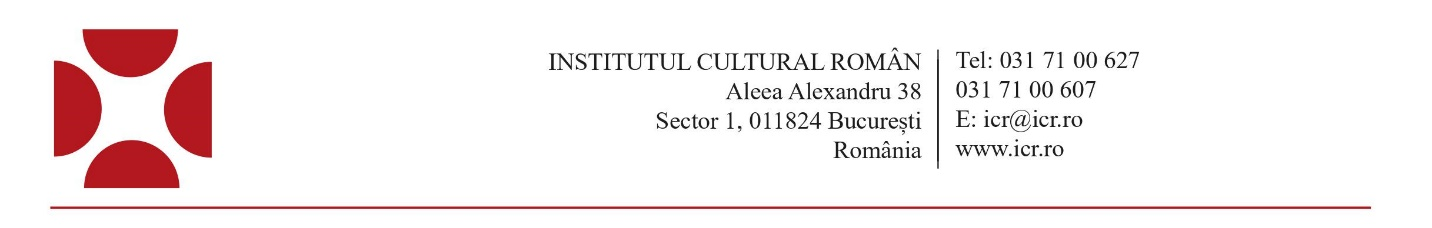 INSTITUTUL CULTURAL ROMÂN
Aleea Alexandru 38
Sector 1, 011824 București
România
Tel: 031 71 00 627
031 71 00 607
E: icr@icr.ro
www.icr.ro